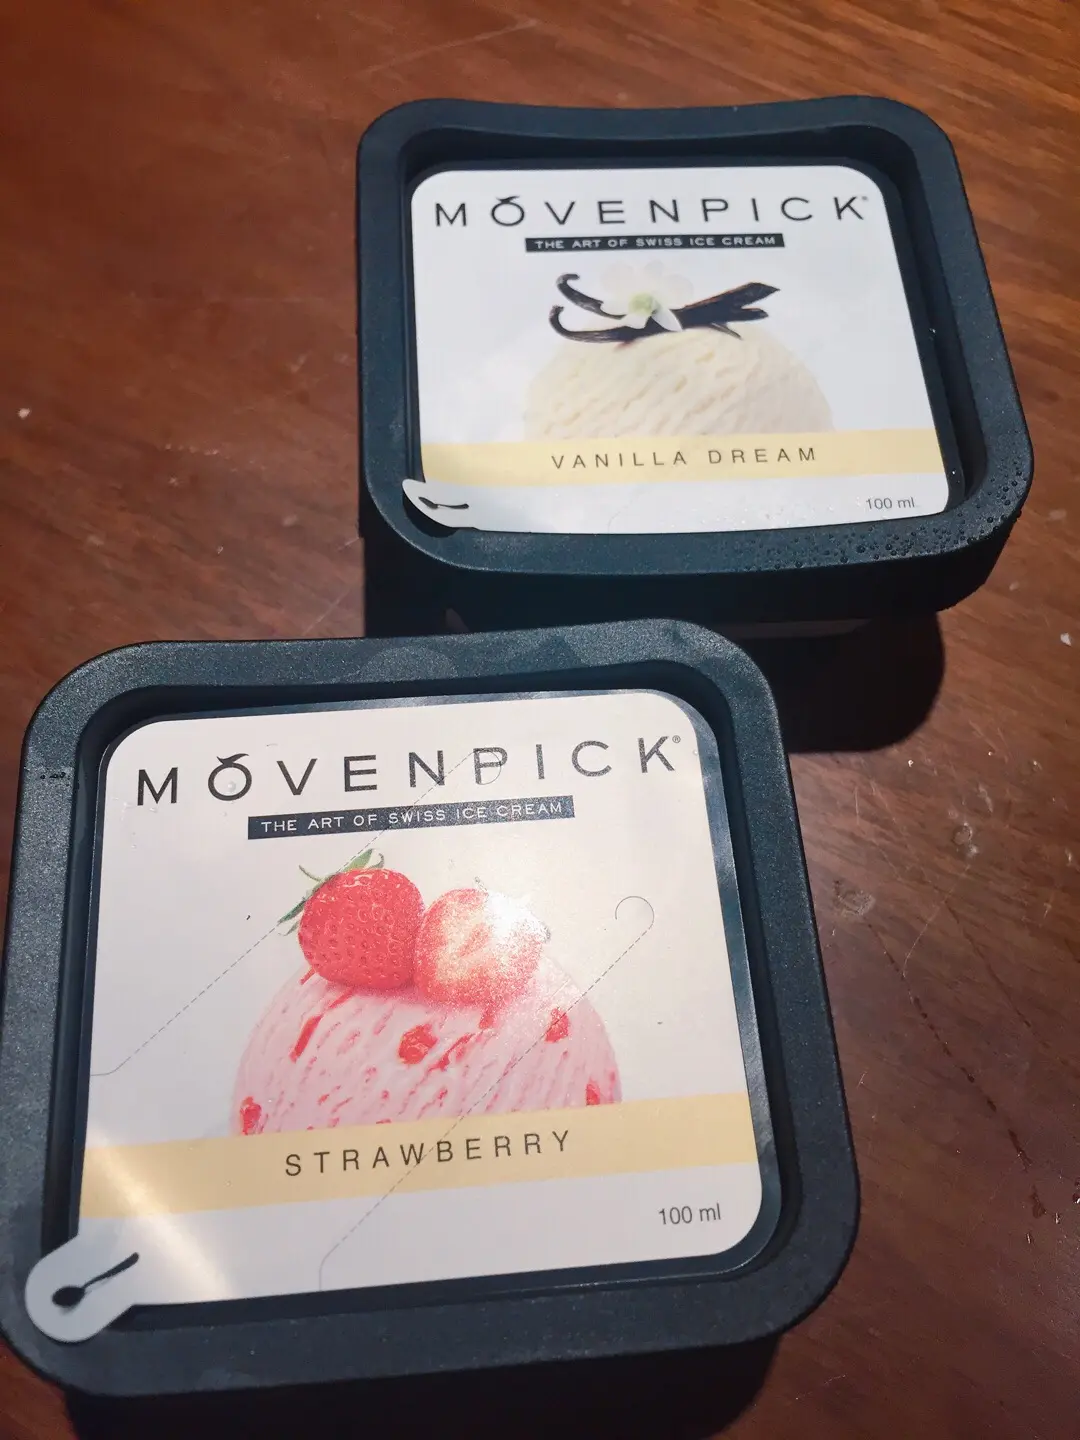 MÖVENPICK®
THE ART OF SWISS ICE CREAM
VANILLA DREAM
100 ml
MÖVENPICK®
THE ART OF SWISS ICE CREAM
STRAWBERRY
100 ml